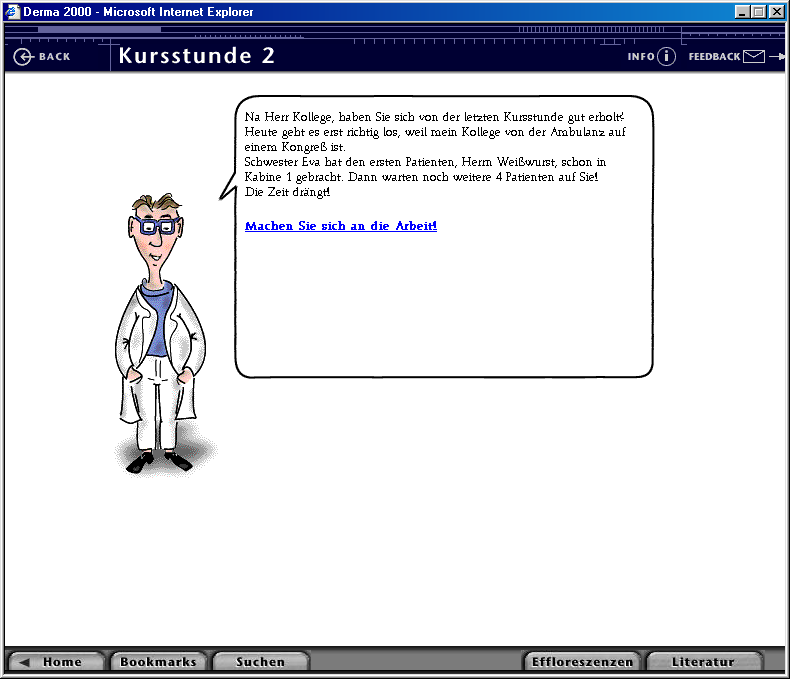 Derma 2000 - Microsoft Internet Explorer
BACK
Kursstunde 2
INFO
FEEDBACK
Na Herr Kollege, haben Sie sich von der letzten Kursstunde gut erholt?
Heute geht es erst richtig los, weil mein Kollege von der Ambulanz auf
einem Kongreß ist.
Schwester Eva hat den ersten Patienten, Herrn Weißwurst, schon in
Kabine 1 gebracht. Dann warten noch weitere 4 Patienten auf Sie!
Die Zeit drängt!
Machen Sie sich an die Arbeit!
Home
Bookmarks
Suchen
Effloreszenzen
Literatur